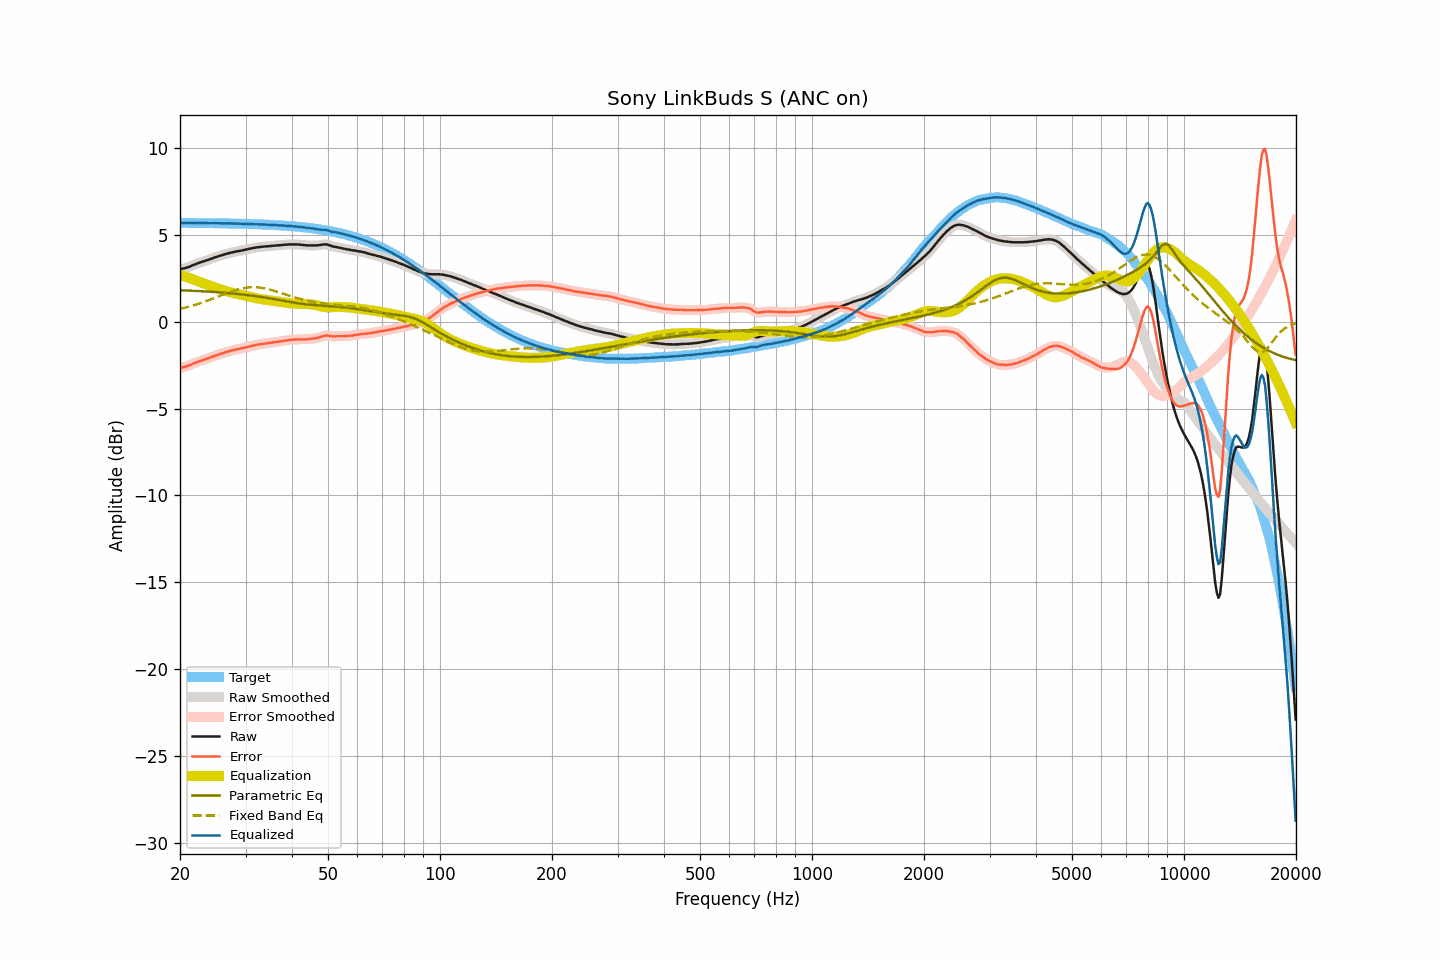 Sony LinkBuds S (ANC on)
10
5
0
−5
−10
−15
−20
−25
−30
Amplitude (dBr)
Target
Raw Smoothed
Error Smoothed
Raw
Error
Equalization
Parametric Eq
Fixed Band Eq
Equalized
20 50 100 200 500 1000 2000 5000 10000 20000
Frequency (Hz)